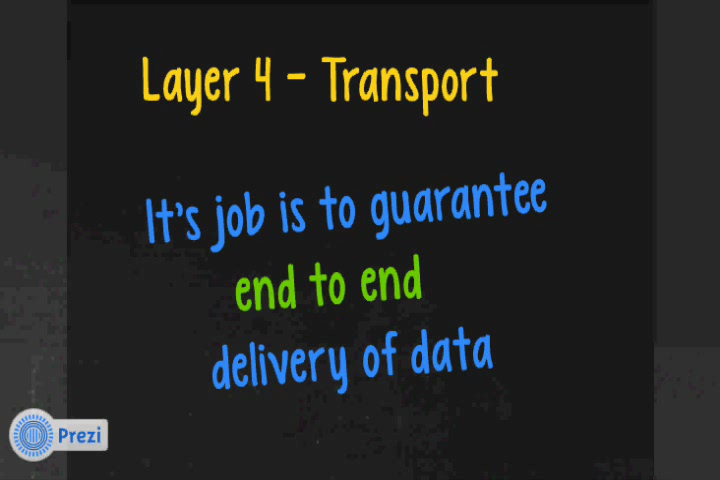 Layer 4 - Transport
It's job is to guarantee
end to end
delivery of data
Prezi